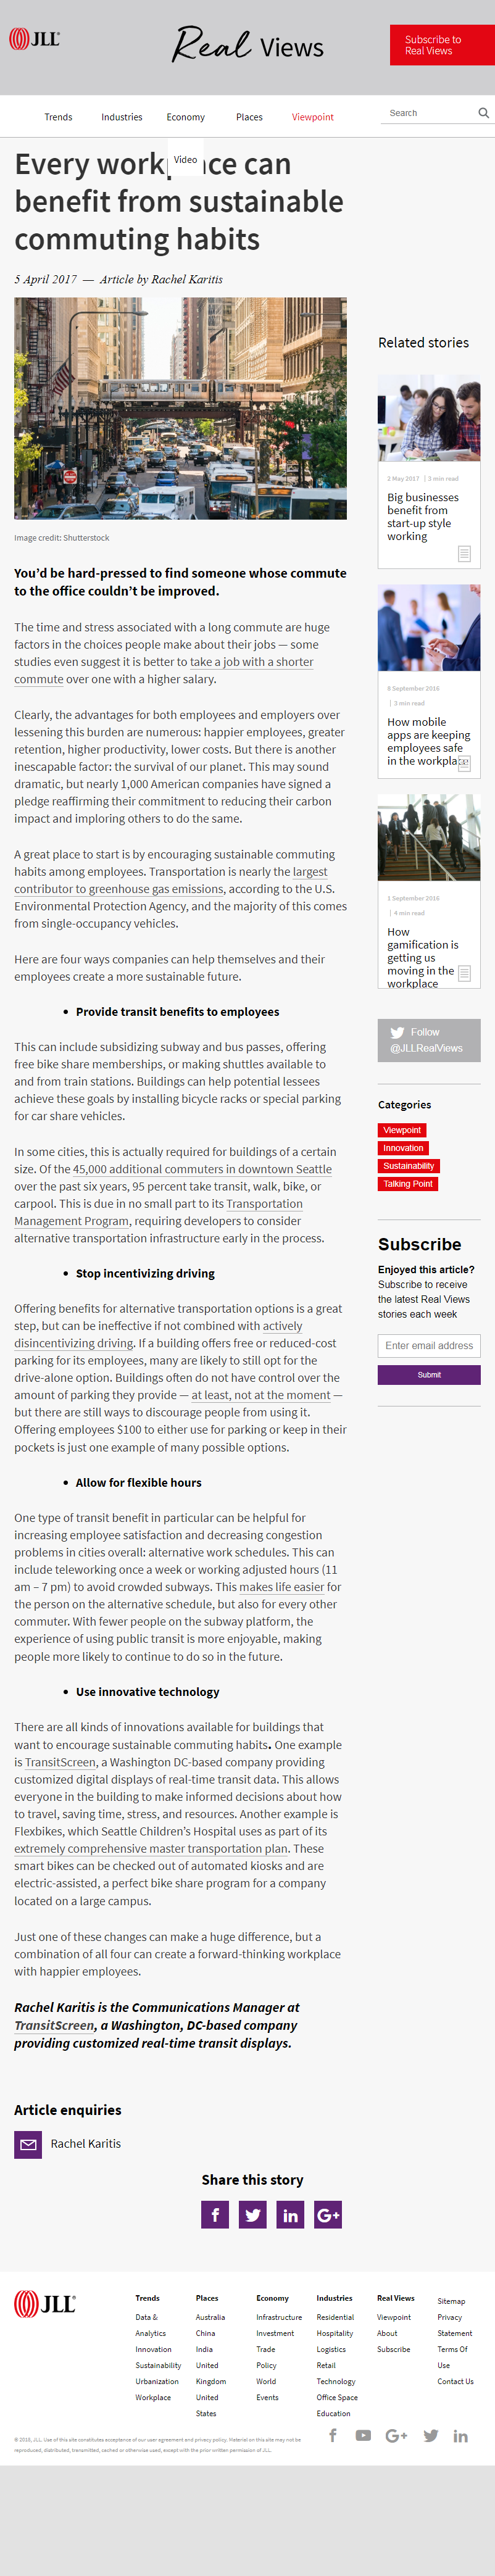 JLL
Real Views
Subscribe to
Real Views
Trends
Industries
Economy
Places
Viewpoint
Search
Video
Every workplace can
benefit from sustainable
commuting habits
5 April 2017 — Article by Rachel Karitis
Image credit: Shutterstock
You’d be hard-pressed to find someone whose commute
to the office couldn’t be improved.
The time and stress associated with a long commute are huge
factors in the choices people make about their jobs — some
studies even suggest it is better to take a job with a shorter
commute over one with a higher salary.
Clearly, the advantages for both employees and employers over
lessening this burden are numerous: happier employees, greater
retention, higher productivity, lower costs. But there is another
inescapable factor: the survival of our planet. This may sound
dramatic, but nearly 1,000 American companies have signed a
pledge reaffirming their commitment to reducing their carbon
impact and imploring others to do the same.
A great place to start is by encouraging sustainable commuting
habits among employees. Transportation is nearly the largest
contributor to greenhouse gas emissions, according to the U.S.
Environmental Protection Agency, and the majority of this comes
from single-occupancy vehicles.
Here are four ways companies can help themselves and their
employees create a more sustainable future.
• Provide transit benefits to employees
This can include subsidizing subway and bus passes, offering
free bike share memberships, or making shuttles available to
and from train stations. Buildings can help potential lessees
achieve these goals by installing bicycle racks or special parking
for car share vehicles.
In some cities, this is actually required for buildings of a certain
size. Of the 45,000 additional commuters in downtown Seattle
over the past six years, 95 percent take transit, walk, bike, or
carpool. This is due in no small part to its Transportation
Management Program, requiring developers to consider
alternative transportation infrastructure early in the process.
• Stop incentivizing driving
Offering benefits for alternative transportation options is a great
step, but can be ineffective if not combined with actively
disincentivizing driving. If a building offers free or reduced-cost
parking for its employees, many are likely to still opt for the
drive-alone option. Buildings often do not have control over the
amount of parking they provide — at least, not at the moment —
but there are still ways to discourage people from using it.
Offering employees $100 to either use for parking or keep in their
pockets is just one example of many possible options.
• Allow for flexible hours
One type of transit benefit in particular can be helpful for
increasing employee satisfaction and decreasing congestion
problems in cities overall: alternative work schedules. This can
include teleworking once a week or working adjusted hours (11
am – 7 pm) to avoid crowded subways. This makes life easier for
the person on the alternative schedule, but also for every other
commuter. With fewer people on the subway platform, the
experience of using public transit is more enjoyable, making
people more likely to continue to do so in the future.
• Use innovative technology
There are all kinds of innovations available for buildings that
want to encourage sustainable commuting habits. One example
is TransitScreen, a Washington DC-based company providing
customized digital displays of real-time transit data. This allows
everyone in the building to make informed decisions about how
to travel, saving time, stress, and resources. Another example is
Flexbikes, which Seattle Children’s Hospital uses as part of its
extremely comprehensive master transportation plan. These
smart bikes can be checked out of automated kiosks and are
electric-assisted, a perfect bike share program for a company
located on a large campus.
Just one of these changes can make a huge difference, but a
combination of all four can create a forward-thinking workplace
with happier employees.
Rachel Karitis is the Communications Manager at
TransitScreen, a Washington, DC-based company
providing customized real-time transit displays.
Article enquiries
Rachel Karitis
Share this story
Related stories
2 May 2017 | 3 min read
Big businesses
benefit from
start-up style
working
8 September 2016
| 3 min read
How mobile
apps are keeping
employees safe
in the workplace
1 September 2016
| 4 min read
How
gamification is
getting us
moving in the
workplace
Follow
@JLLRealViews
Categories
Viewpoint
Innovation
Sustainability
Talking Point
Subscribe
Enjoyed this article?
Subscribe to receive
the latest Real Views
stories each week
Enter email address
Submit
JLL
Trends
Data &
Analytics
Innovation
Sustainability
Urbanization
Workplace
Places
Australia
China
India
United
Kingdom
United
States
Economy
Infrastructure
Investment
Trade
Policy
World
Events
Industries
Residential
Hospitality
Logistics
Retail
Technology
Office Space
Education
Real Views
Viewpoint
About
Subscribe
Sitemap
Privacy
Statement
Terms Of
Use
Contact Us
© 2018, JLL. Use of this site constitutes acceptance of our user agreement and privacy policy. Material on this site may not be
reproduced, distributed, transmitted, cached or otherwise used, except with the prior written permission of JLL.